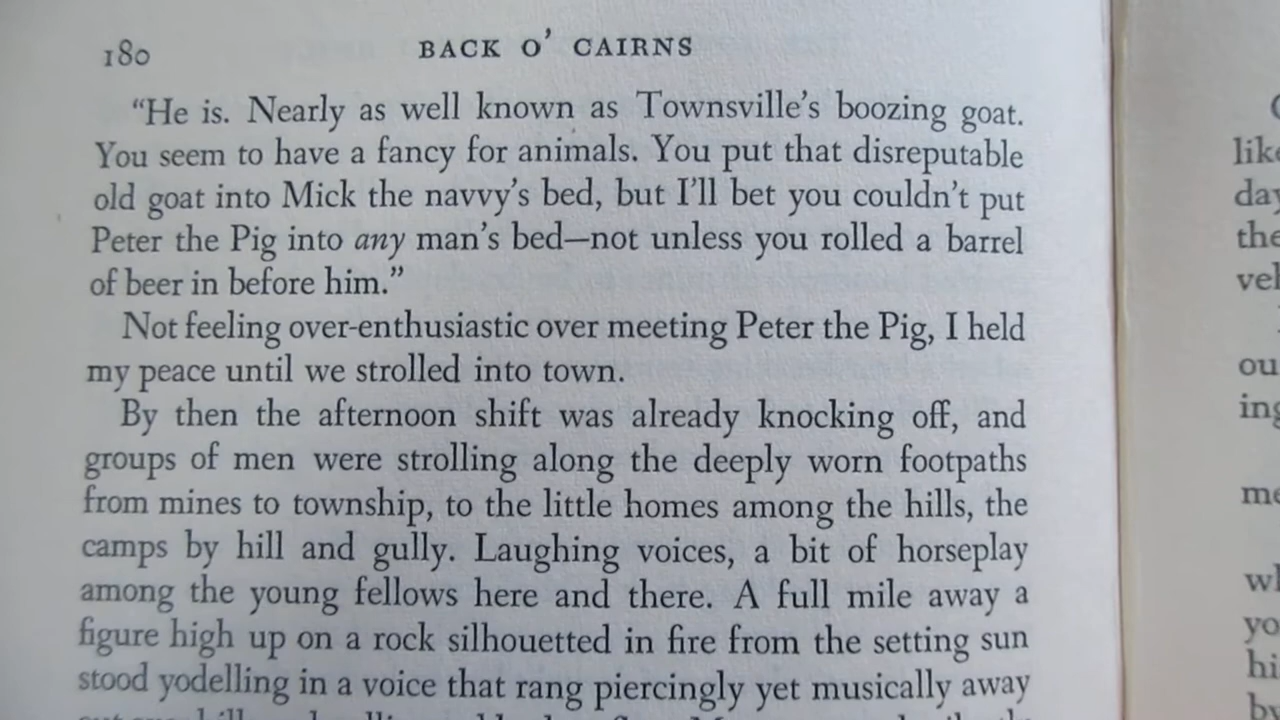 180
BACK O' CAIRNS
“He is. Nearly as well known as Townsville’s boozing goat.
You seem to have a fancy for animals. You put that disreputable
old goat into Mick the navvy’s bed, but I’ll bet you couldn’t put
Peter the Pig into any man’s bed—not unless you rolled a barrel
of beer in before him.”
Not feeling over-enthusiastic over meeting Peter the Pig, I held
my peace until we strolled into town.
By then the afternoon shift was already knocking off, and
groups of men were strolling along the deeply worn footpaths
from mines to township, to the little homes among the hills, the
camps by hill and gully. Laughing voices, a bit of horseplay
among the young fellows here and there. A full mile away a
figure high up on a rock silhouetted in fire from the setting sun
stood yodelling in a voice that rang piercingly yet musically away